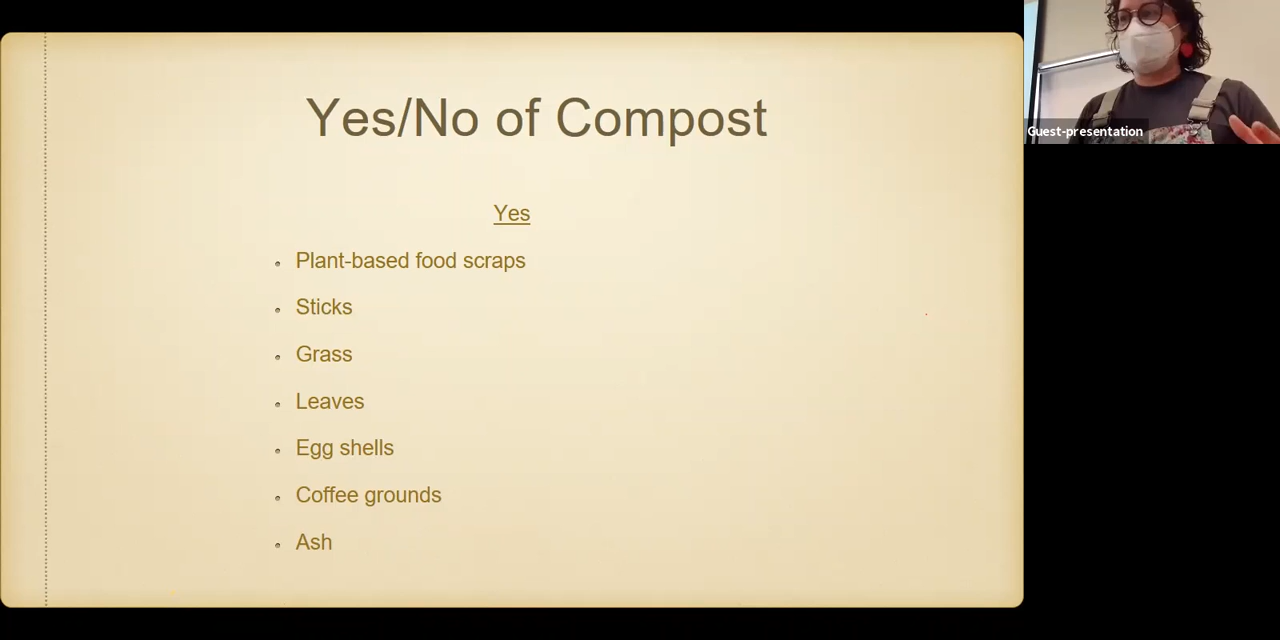 Yes/No of Compost
Yes
Plant-based food scraps
Sticks
Grass
Leaves
Egg shells
Coffee grounds
Ash
Guest-presentation